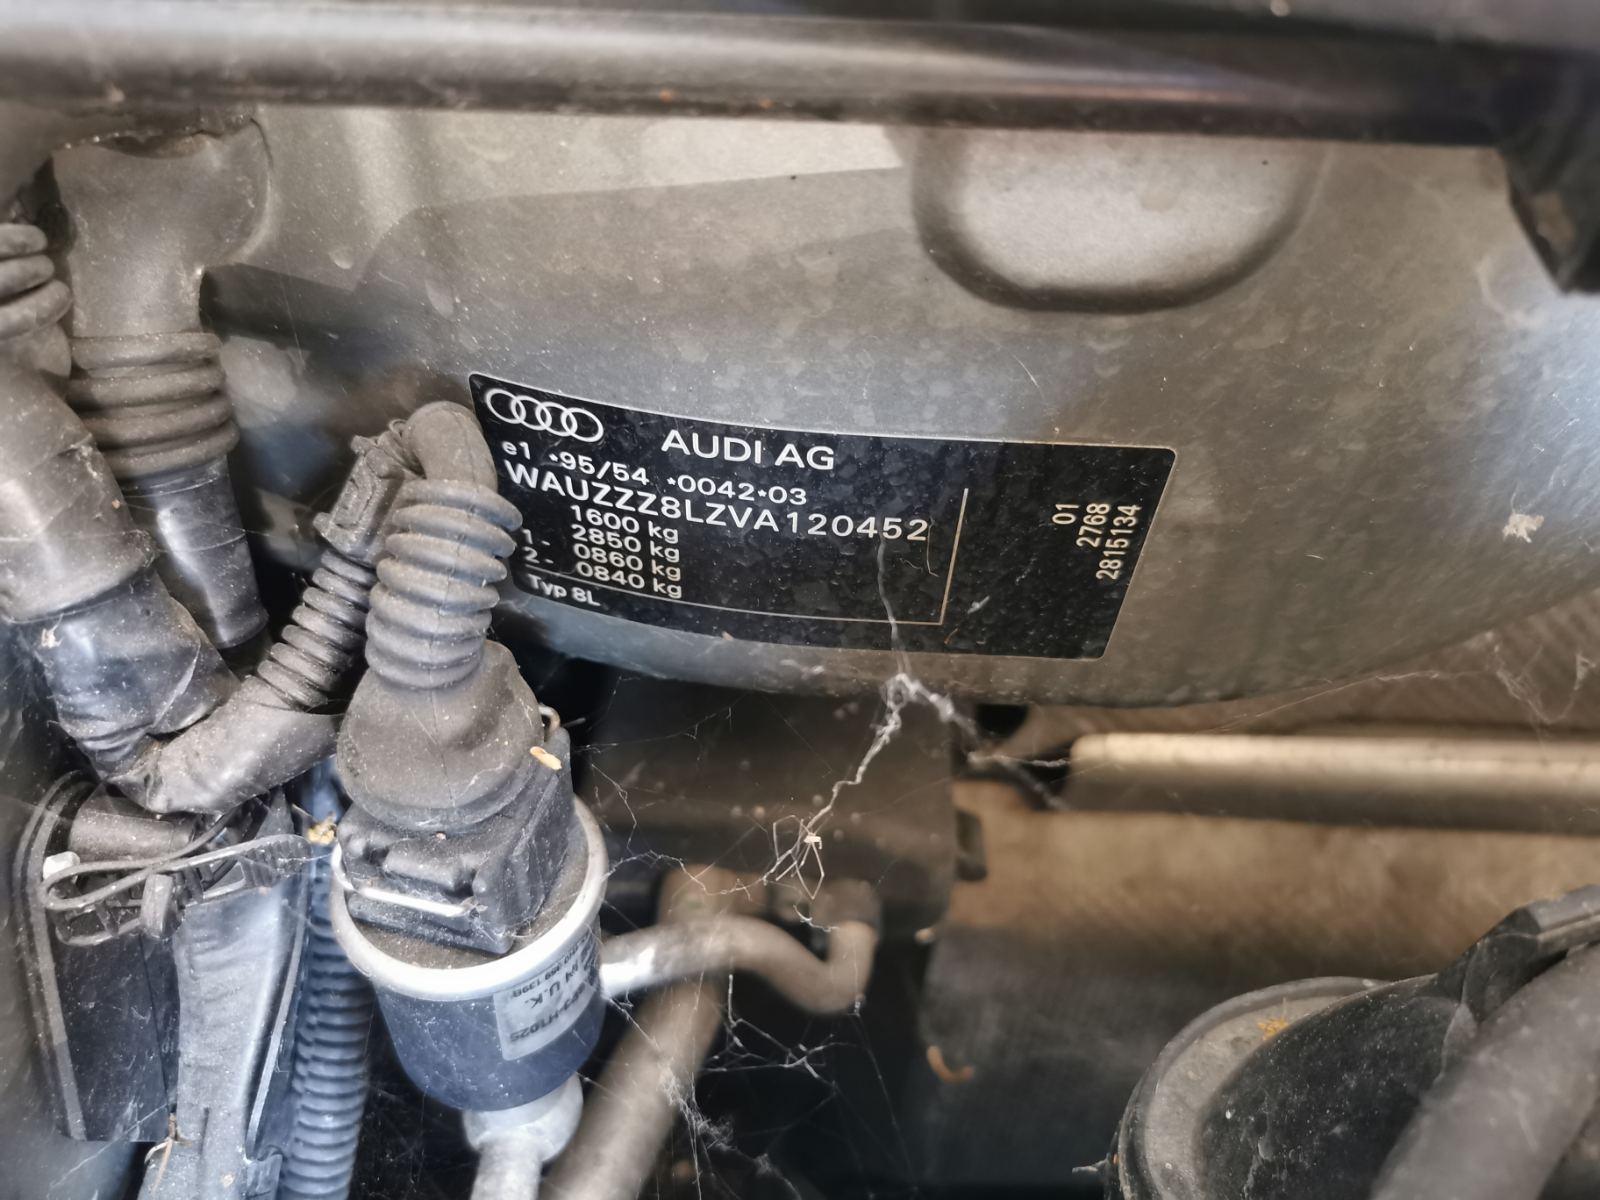 AUDI AG
e1 *95/54 *0042*03
WAUZZZ8LZVA120452
1600 kg
2850 kg
1 - 0860 kg
2 - 0840 kg
Typ 8L
01
2768
2815134
U.K.